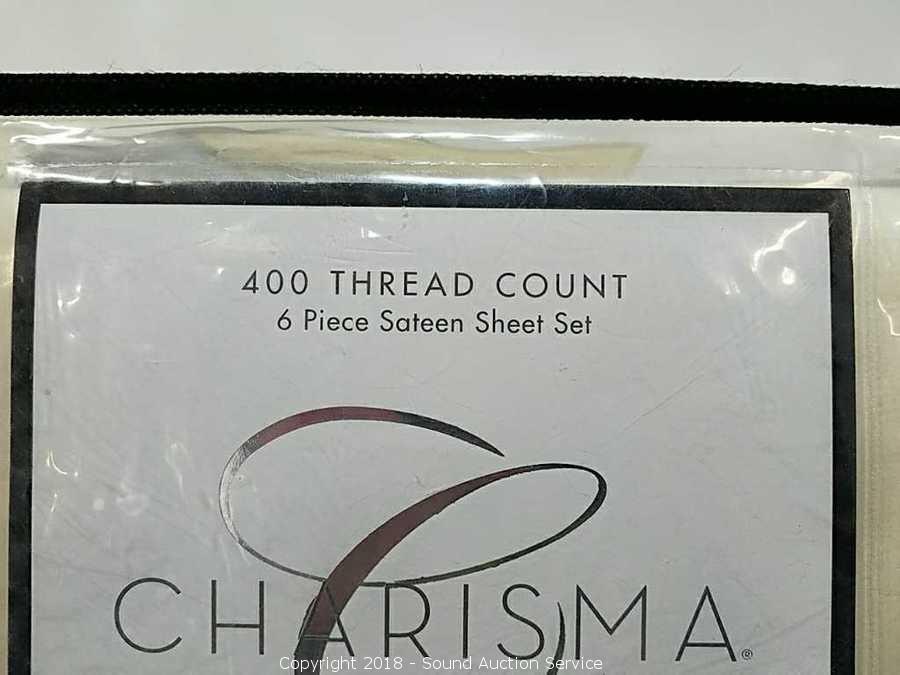 400 THREAD COUNT
6 Piece Sateen Sheet Set
CHARISMA®
Copyright 2018 - Sound Auction Service